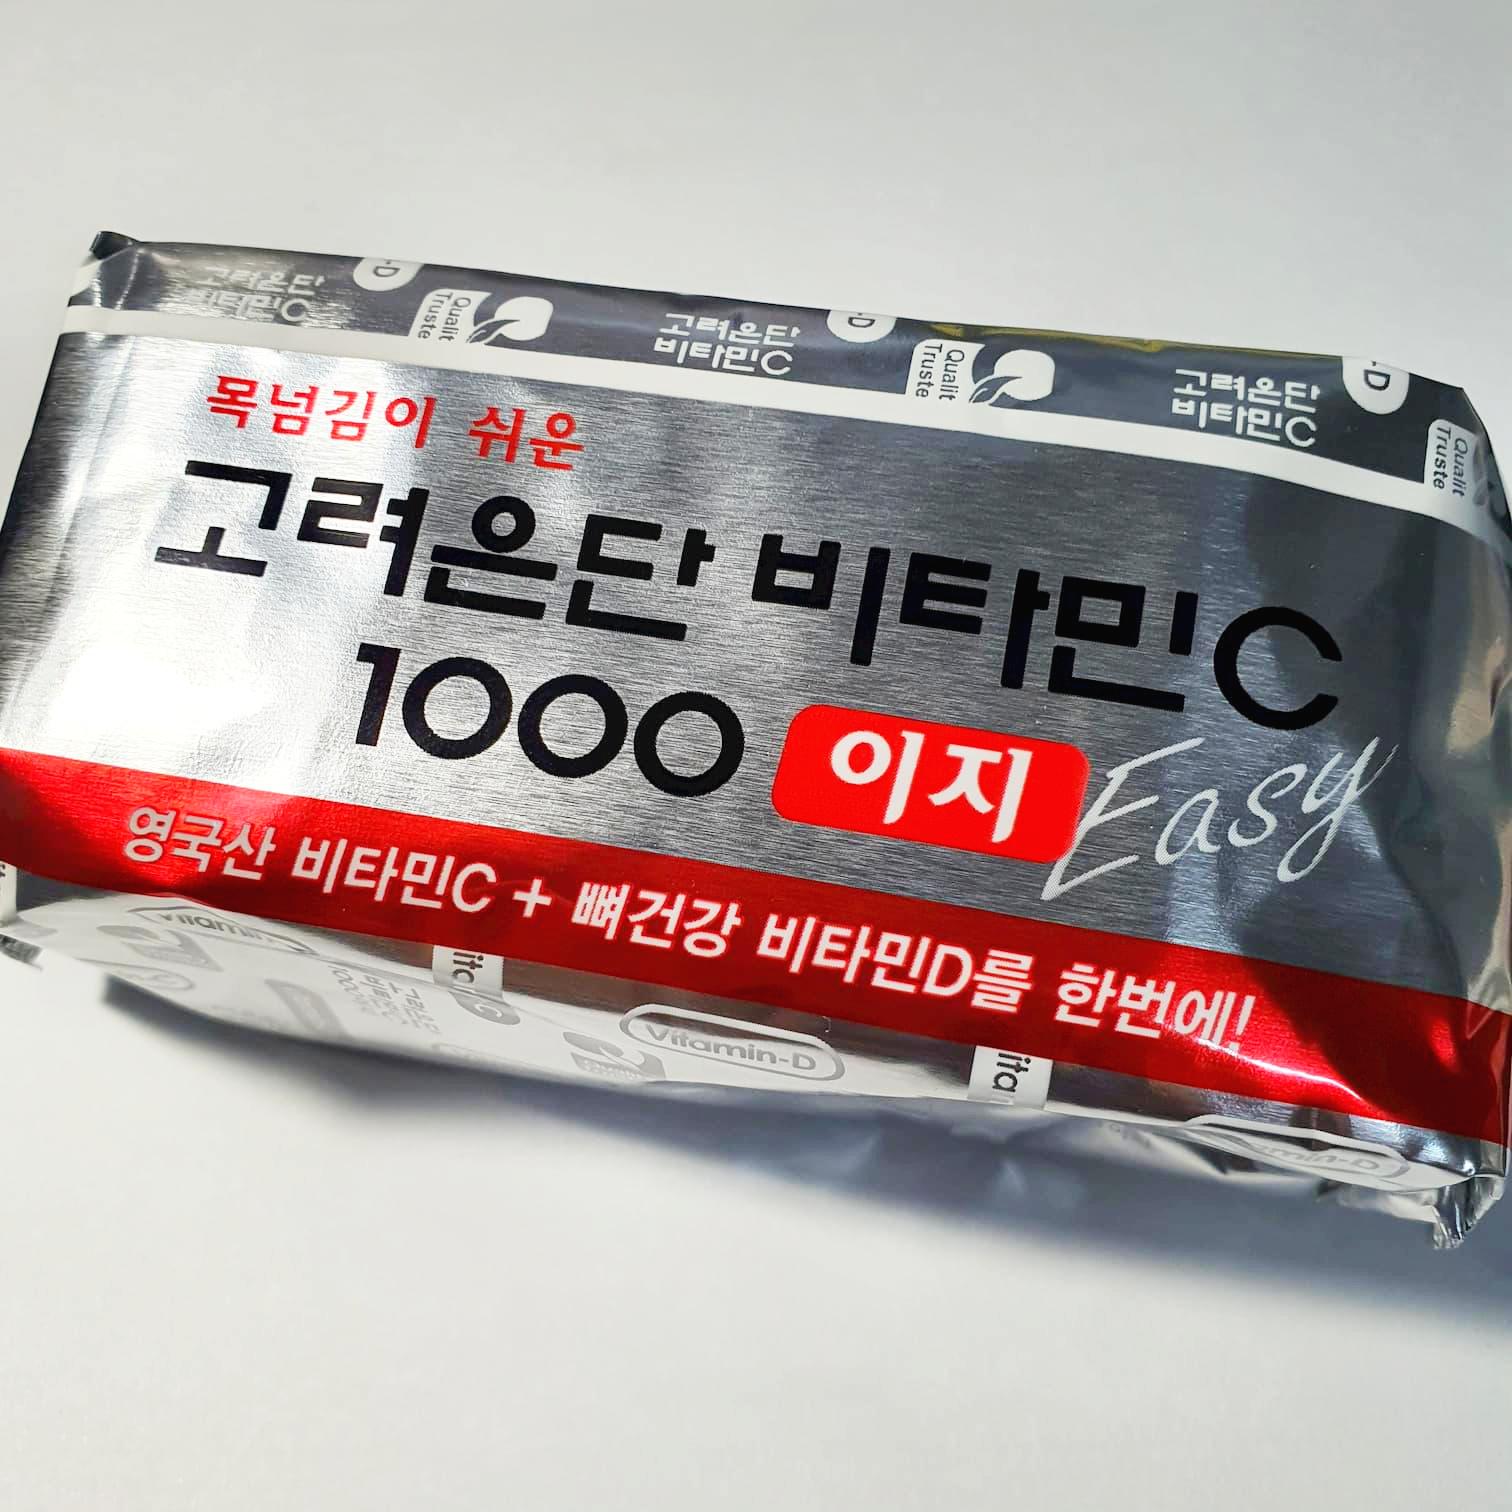 고려은단
비타민C
-D
Qualit
Truste
고려은단
비타민C
-D
Qualit
Truste
고려은단
비타민C
-D
Qualit
Truste
목넘김이 쉬운
고려은단 비타민C
1000 이지 Easy
영국산 비타민C + 뼈건강 비타민D를 한번에!
Vitamin-D